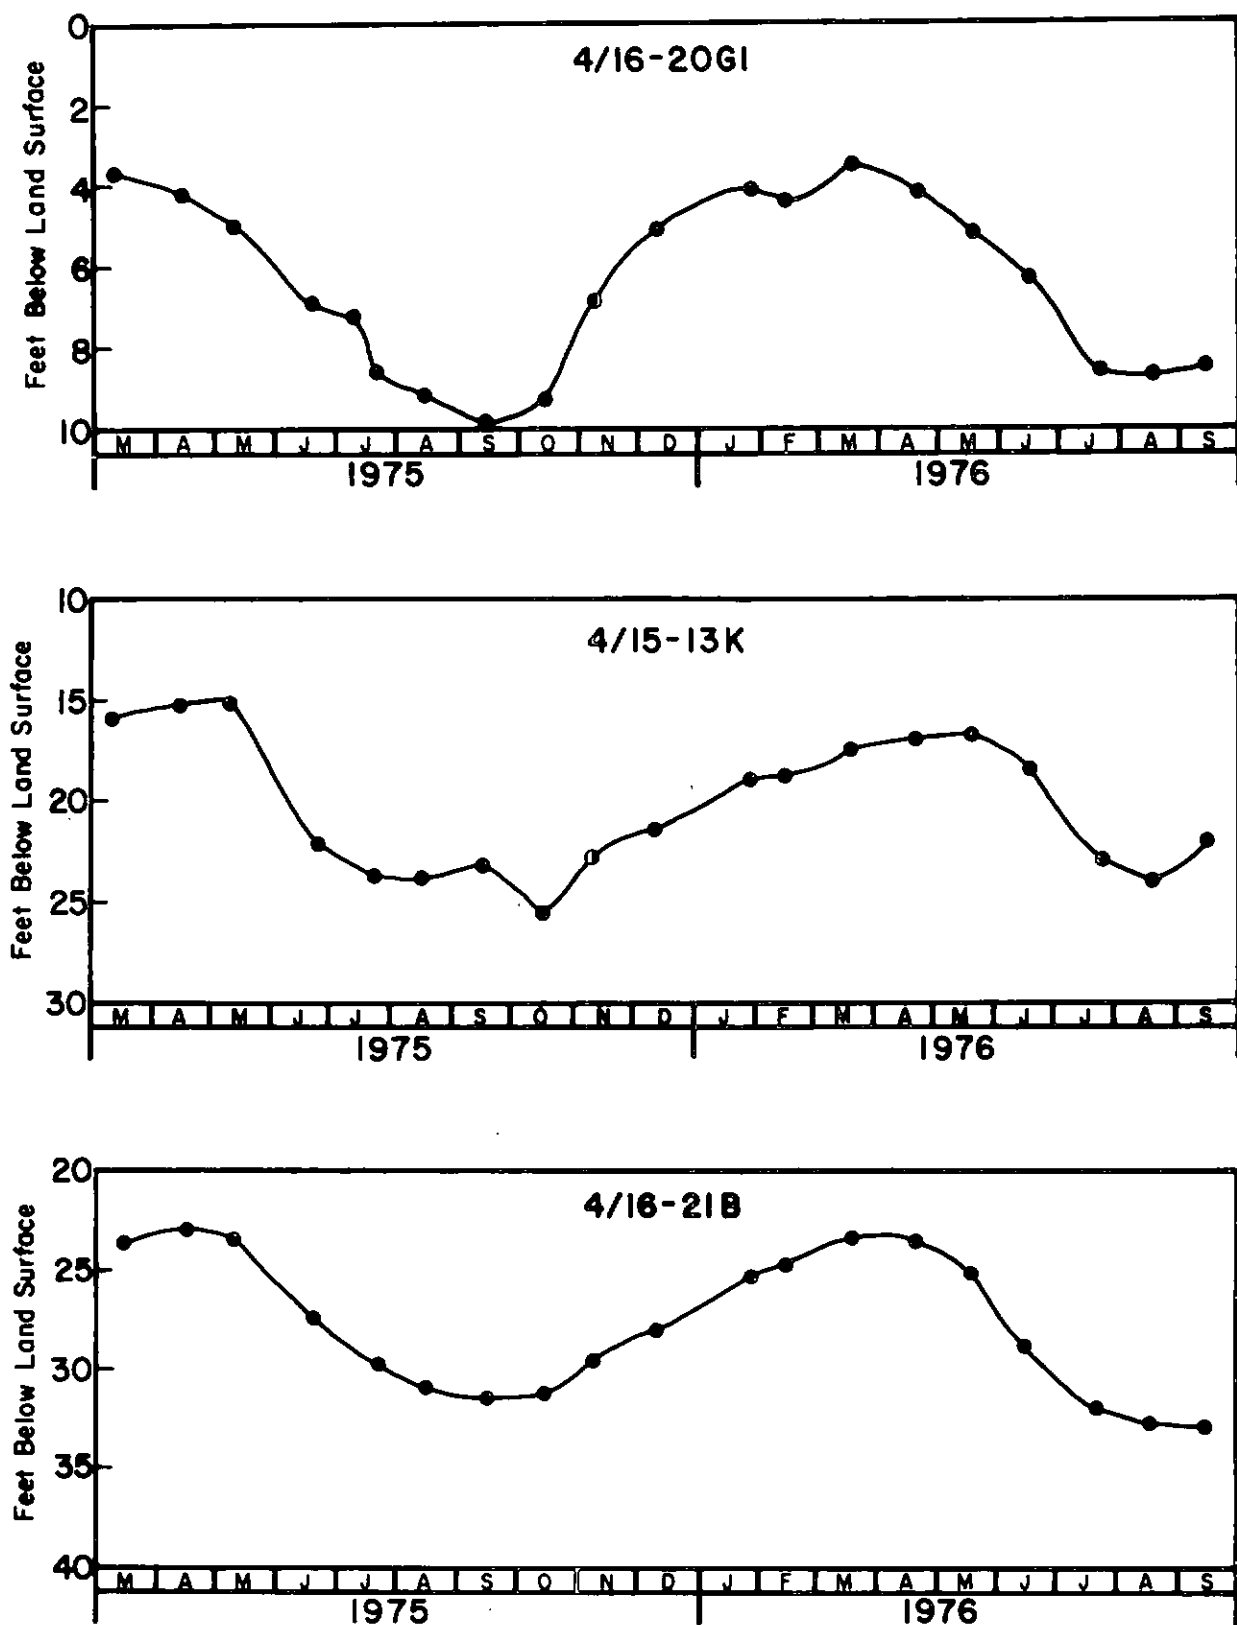 4/16-20G1
Feet Below Land Surface
0
2
4
6
8
10
M A M J J A S O N D J F M A M J J A S
1975 1976
4/15-13K
Feet Below Land Surface
10
15
20
25
30
M A M J J A S O N D J F M A M J J A S
1975 1976
4/16-21B
Feet Below Land Surface
20
25
30
35
40
M A M J J A S O N D J F M A M J J A S
1975 1976